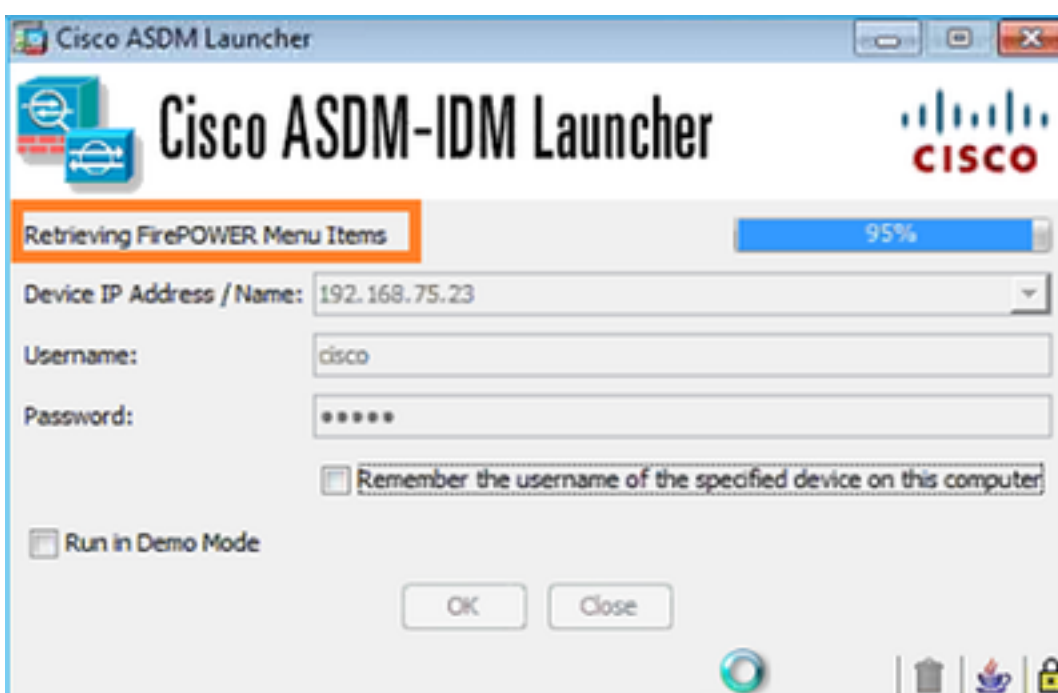 Cisco ASDM Launcher
Cisco ASDM-IDM Launcher
CISCO
Retrieving FirePOWER Menu Items
95%
Device IP Address / Name: 192.168.75.23
Username: cisco
Password: •••••
Remember the username of the specified device on this computer
Run in Demo Mode
OK Close